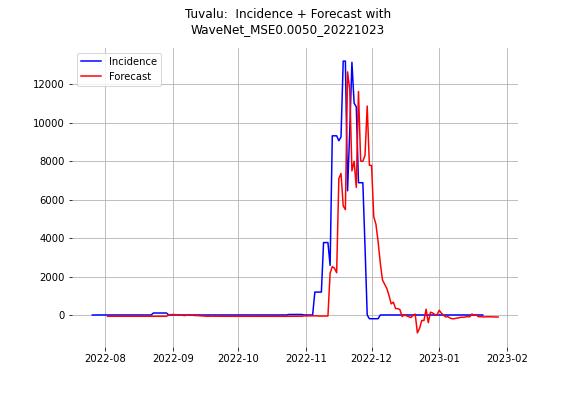 Tuvalu:  Incidence + Forecast with
WaveNet_MSE0.0050_20221023
Incidence
Forecast
12000
10000
8000
6000
4000
2000
0
2022-08 2022-09 2022-10 2022-11 2022-12 2023-01 2023-02